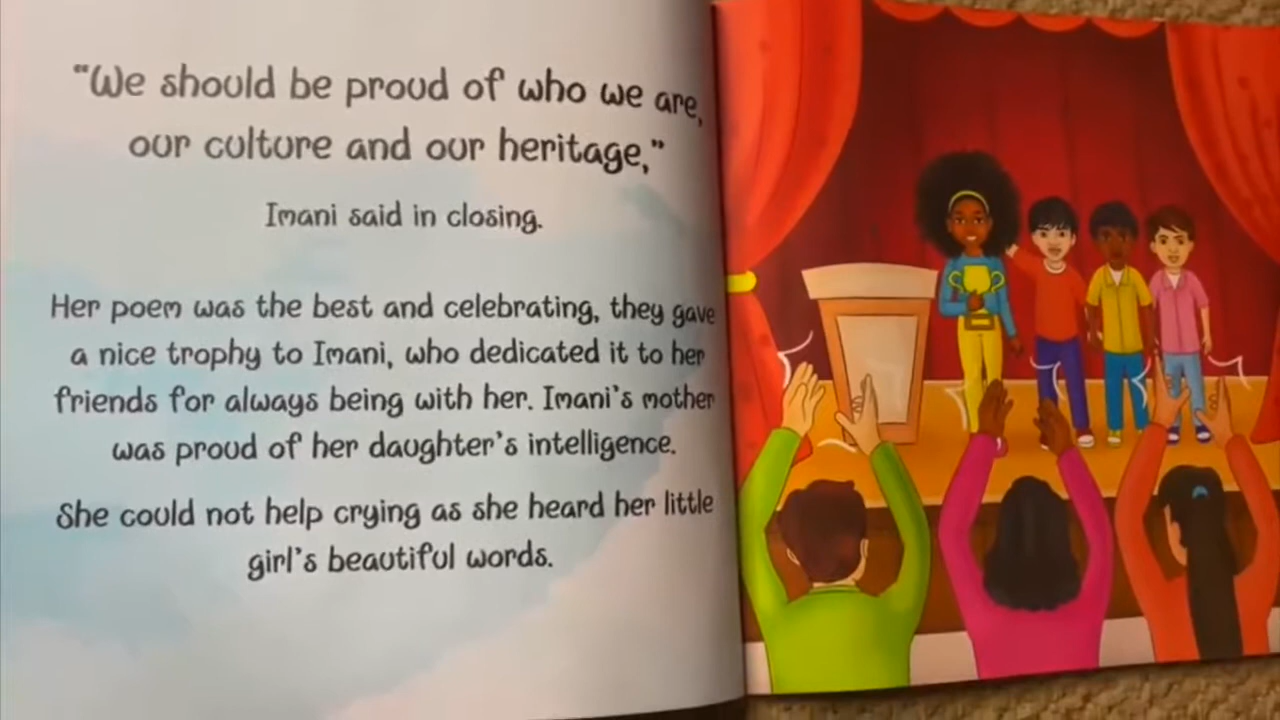 "We should be proud of who we are,
our culture and our heritage,"
Imani said in closing.
Her poem was the best and celebrating, they gave
a nice trophy to Imani, who dedicated it to her
friends for always being with her. Imani's mother
was proud of her daughter's intelligence.
She could not help crying as she heard her little
girl's beautiful words.